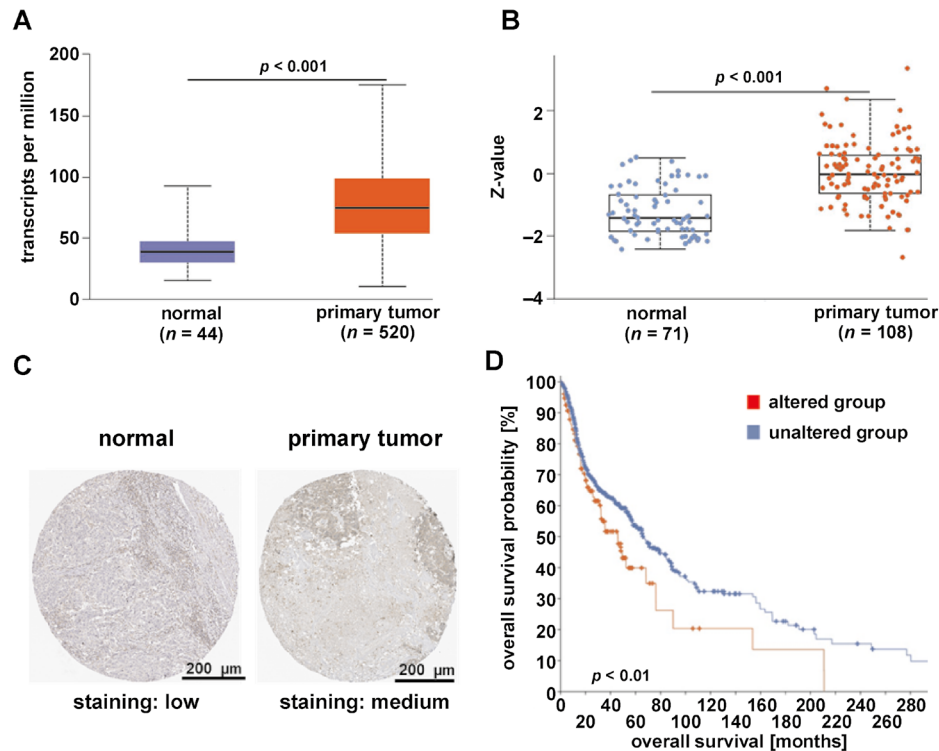 A
transcripts per million
200
150
100
50
0
p < 0.001
normal
(n = 44)
primary tumor
(n = 520)
B
Z-value
2
0
–2
–4
p < 0.001
normal
(n = 71)
primary tumor
(n = 108)
C
normal
primary tumor
200 µm
200 µm
staining: low
staining: medium
D
overall survival probability [%]
100
90
80
70
60
50
40
30
20
10
0
altered group
unaltered group
p < 0.01
0 40 80 120 160 200 240 280
20 60 100 140 180 220 260
overall survival [months]